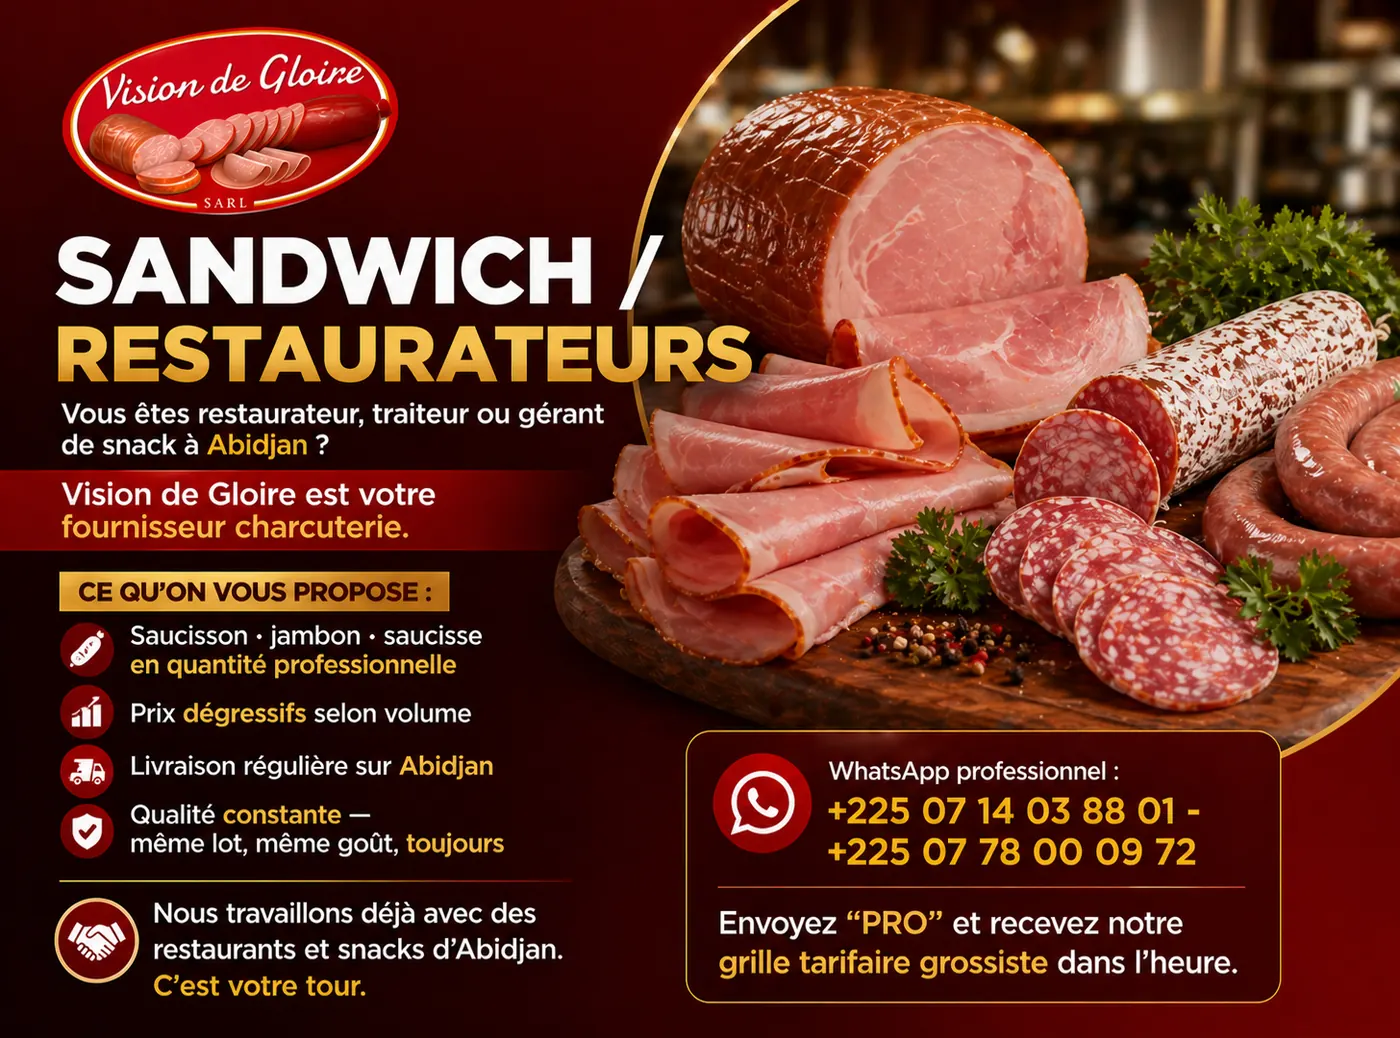 Vision de Gloire
SARL
SANDWICH /
RESTAURATEURS
Vous êtes restaurateur, traiteur ou gérant
de snack à Abidjan ?
Vision de Gloire est votre
fournisseur charcuterie.
CE QU'ON VOUS PROPOSE :
Saucisson · jambon · saucisse
en quantité professionnelle
Prix dégressifs selon volume
Livraison régulière sur Abidjan
Qualité constante —
même lot, même goût, toujours
Nous travaillons déjà avec des
restaurants et snacks d'Abidjan.
C'est votre tour.
WhatsApp professionnel :
+225 07 14 03 88 01 -
+225 07 78 00 09 72
Envoyez “PRO” et recevez notre
grille tarifaire grossiste dans l'heure.